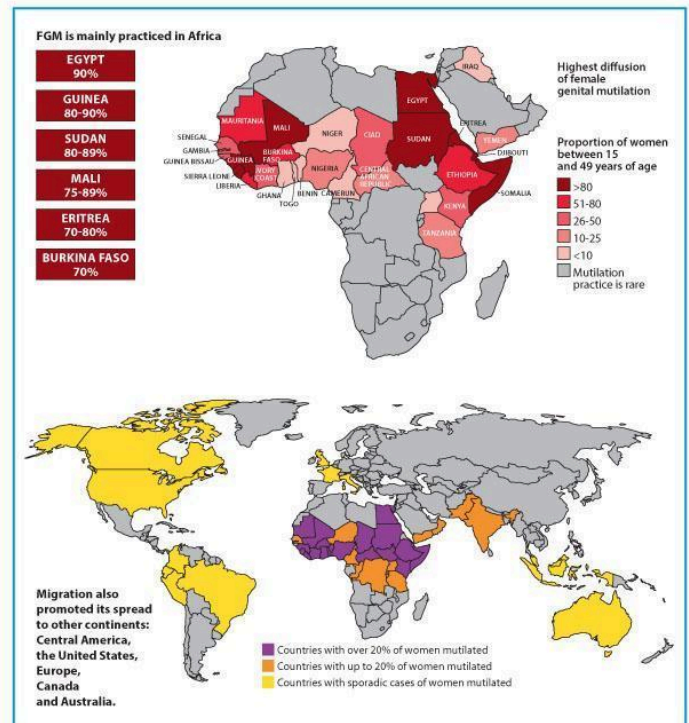 FGM is mainly practiced in Africa
EGYPT
90%
GUINEA
80-90%
SUDAN
80-89%
MALI
75-89%
ERITREA
70-80%
BURKINA FASO
70%
IRAQ
EGYPT
MAURITANIA
MALI
NIGER
CIAD
SUDAN
ERITREA
YEMEN
DJIBOUTI
SENEGAL
GAMBIA
GUINEA BISSAU
GUINEA
BURKINA
FASO
SIERRA LEONE
LIBERIA
IVORY
COAST
GHANA
TOGO
BENIN
NIGERIA
CAMERUN
CENTRAL
AFRICAN
REPUBLIC
ETHIOPIA
SOMALIA
KENYA
TANZANIA
Highest diffusion
of female
genital mutilation
Proportion of women
between 15
and 49 years of age
>80
51-80
26-50
10-25
<10
Mutilation
practice is rare
Migration also
promoted its spread
to other continents:
Central America,
the United States,
Europe,
Canada
and Australia.
Countries with over 20% of women mutilated
Countries with up to 20% of women mutilated
Countries with sporadic cases of women mutilated